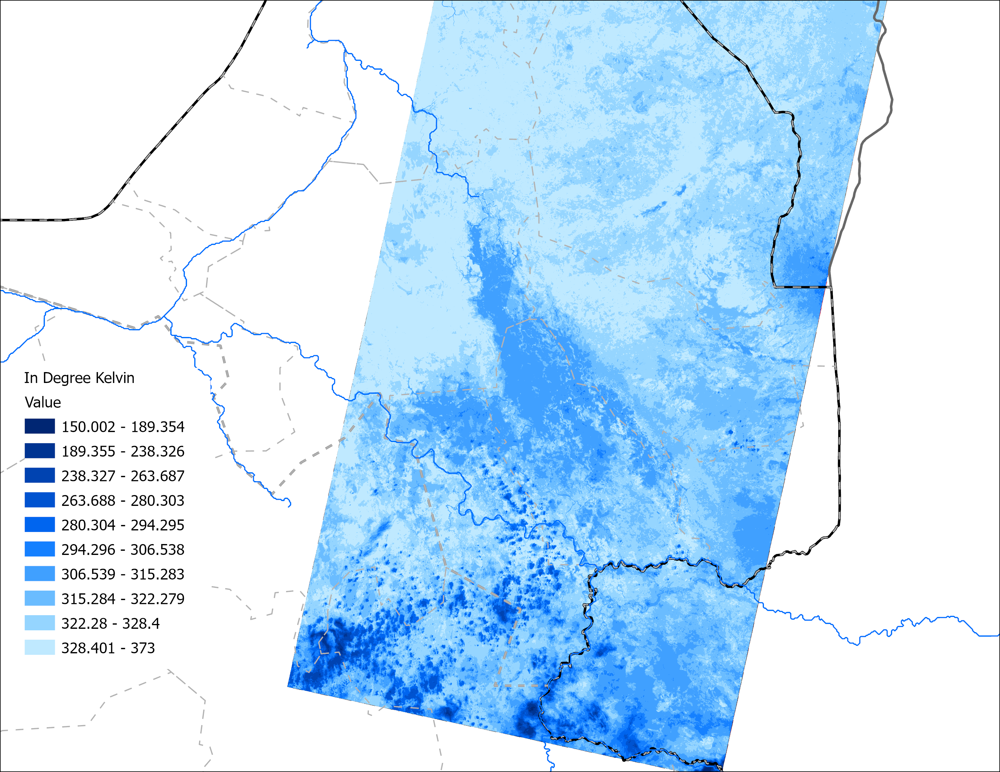 In Degree Kelvin
Value
150.002 - 189.354
189.355 - 238.326
238.327 - 263.687
263.688 - 280.303
280.304 - 294.295
294.296 - 306.538
306.539 - 315.283
315.284 - 322.279
322.28 - 328.4
328.401 - 373